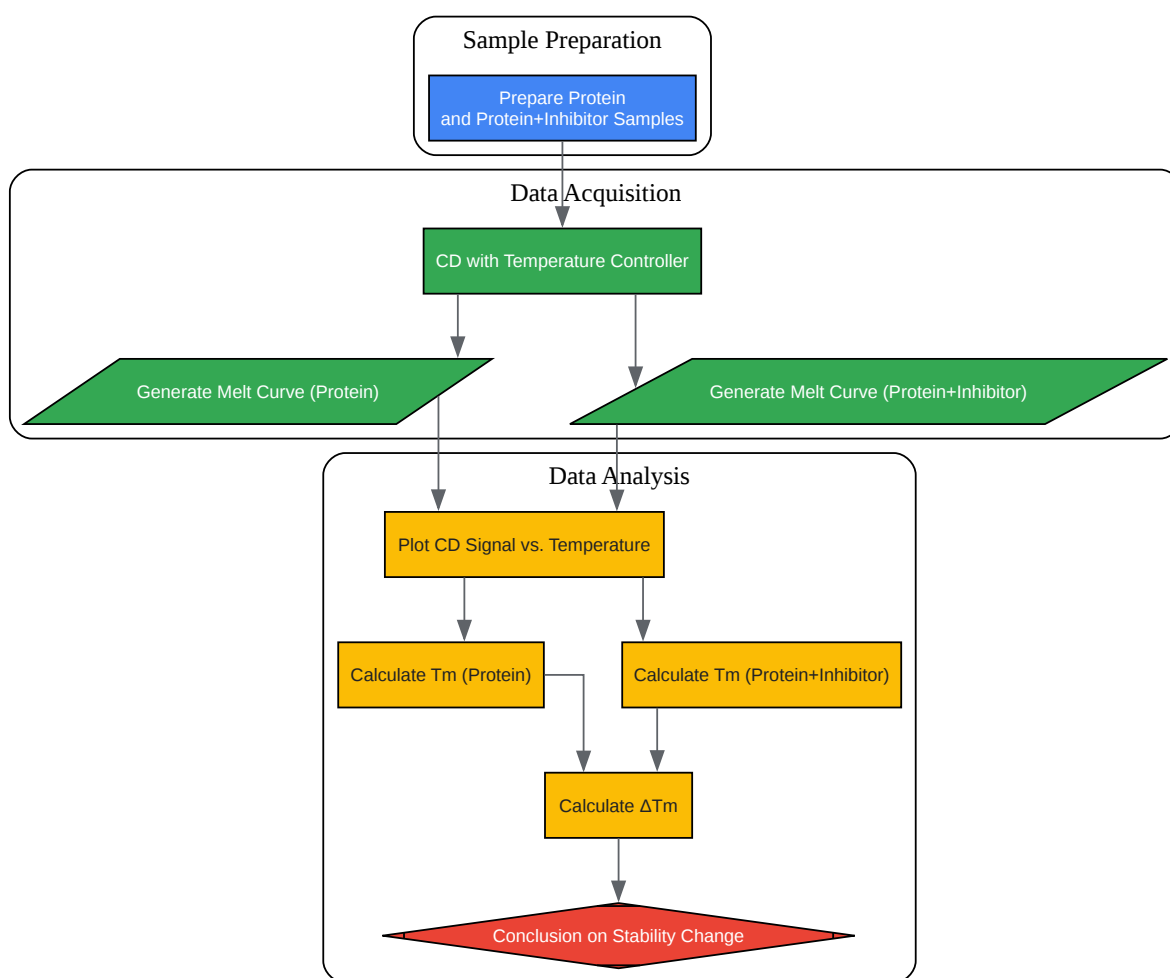 Sample Preparation
Prepare Protein
and Protein+Inhibitor Samples
Data Acquisition
CD with Temperature Controller
Generate Melt Curve (Protein)
Generate Melt Curve (Protein+Inhibitor)
Data Analysis
Plot CD Signal vs. Temperature
Calculate Tm (Protein)
Calculate Tm (Protein+Inhibitor)
Calculate ΔTm
Conclusion on Stability Change